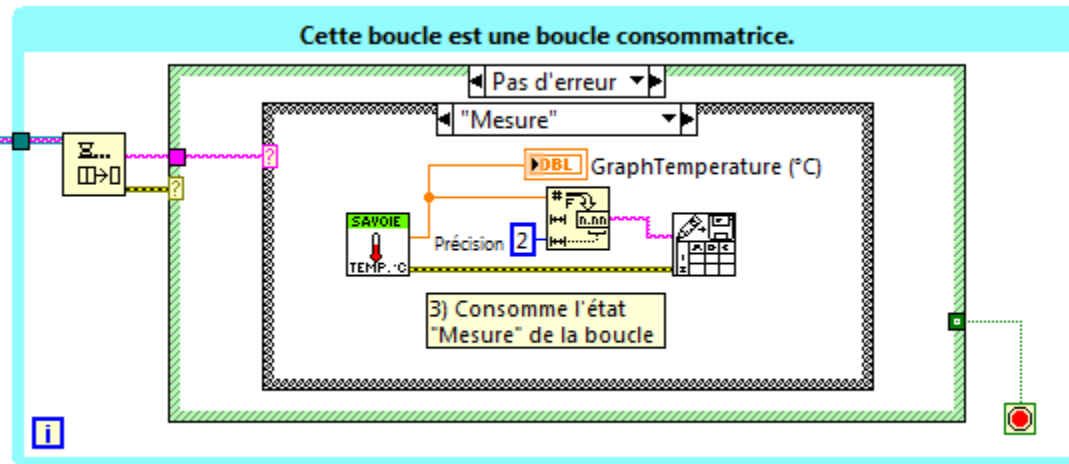 Cette boucle est une boucle consommatrice.
Pas d'erreur
"Mesure"
DBL GraphTemperature (°C)
SAVOIE
TEMP.°C
Précision 2
#
F
n.nn
?
?
3) Consomme l'état
"Mesure" de la boucle
i